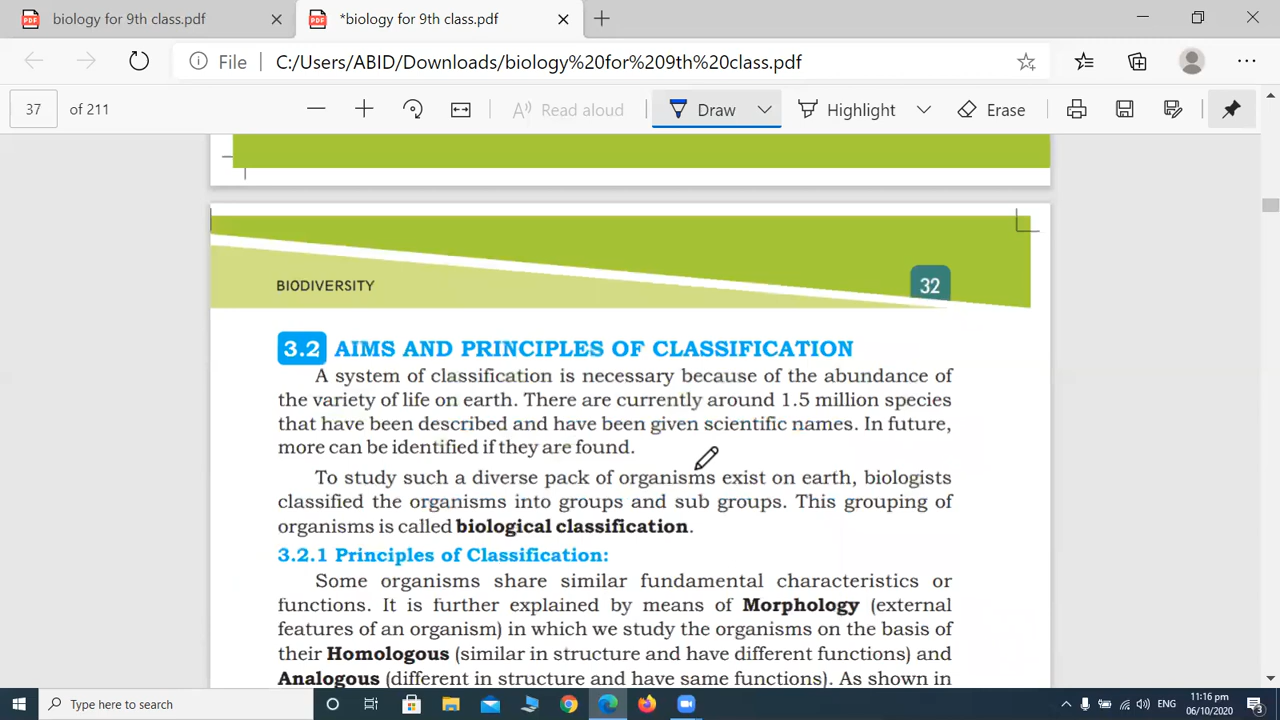 biology for 9th class.pdf
*biology for 9th class.pdf
File C:/Users/ABID/Downloads/biology%20for%209th%20class.pdf
37 of 211 Read aloud Draw Highlight Erase
BIODIVERSITY 32
3.2 AIMS AND PRINCIPLES OF CLASSIFICATION
A system of classification is necessary because of the abundance of
the variety of life on earth. There are currently around 1.5 million species
that have been described and have been given scientific names. In future,
more can be identified if they are found.
To study such a diverse pack of organisms exist on earth, biologists
classified the organisms into groups and sub groups. This grouping of
organisms is called biological classification.
3.2.1 Principles of Classification:
Some organisms share similar fundamental characteristics or
functions. It is further explained by means of Morphology (external
features of an organism) in which we study the organisms on the basis of
their Homologous (similar in structure and have different functions) and
Analogous (different in structure and have same functions). As shown in
Type here to search ENG 11:16 pm
06/10/2020 3